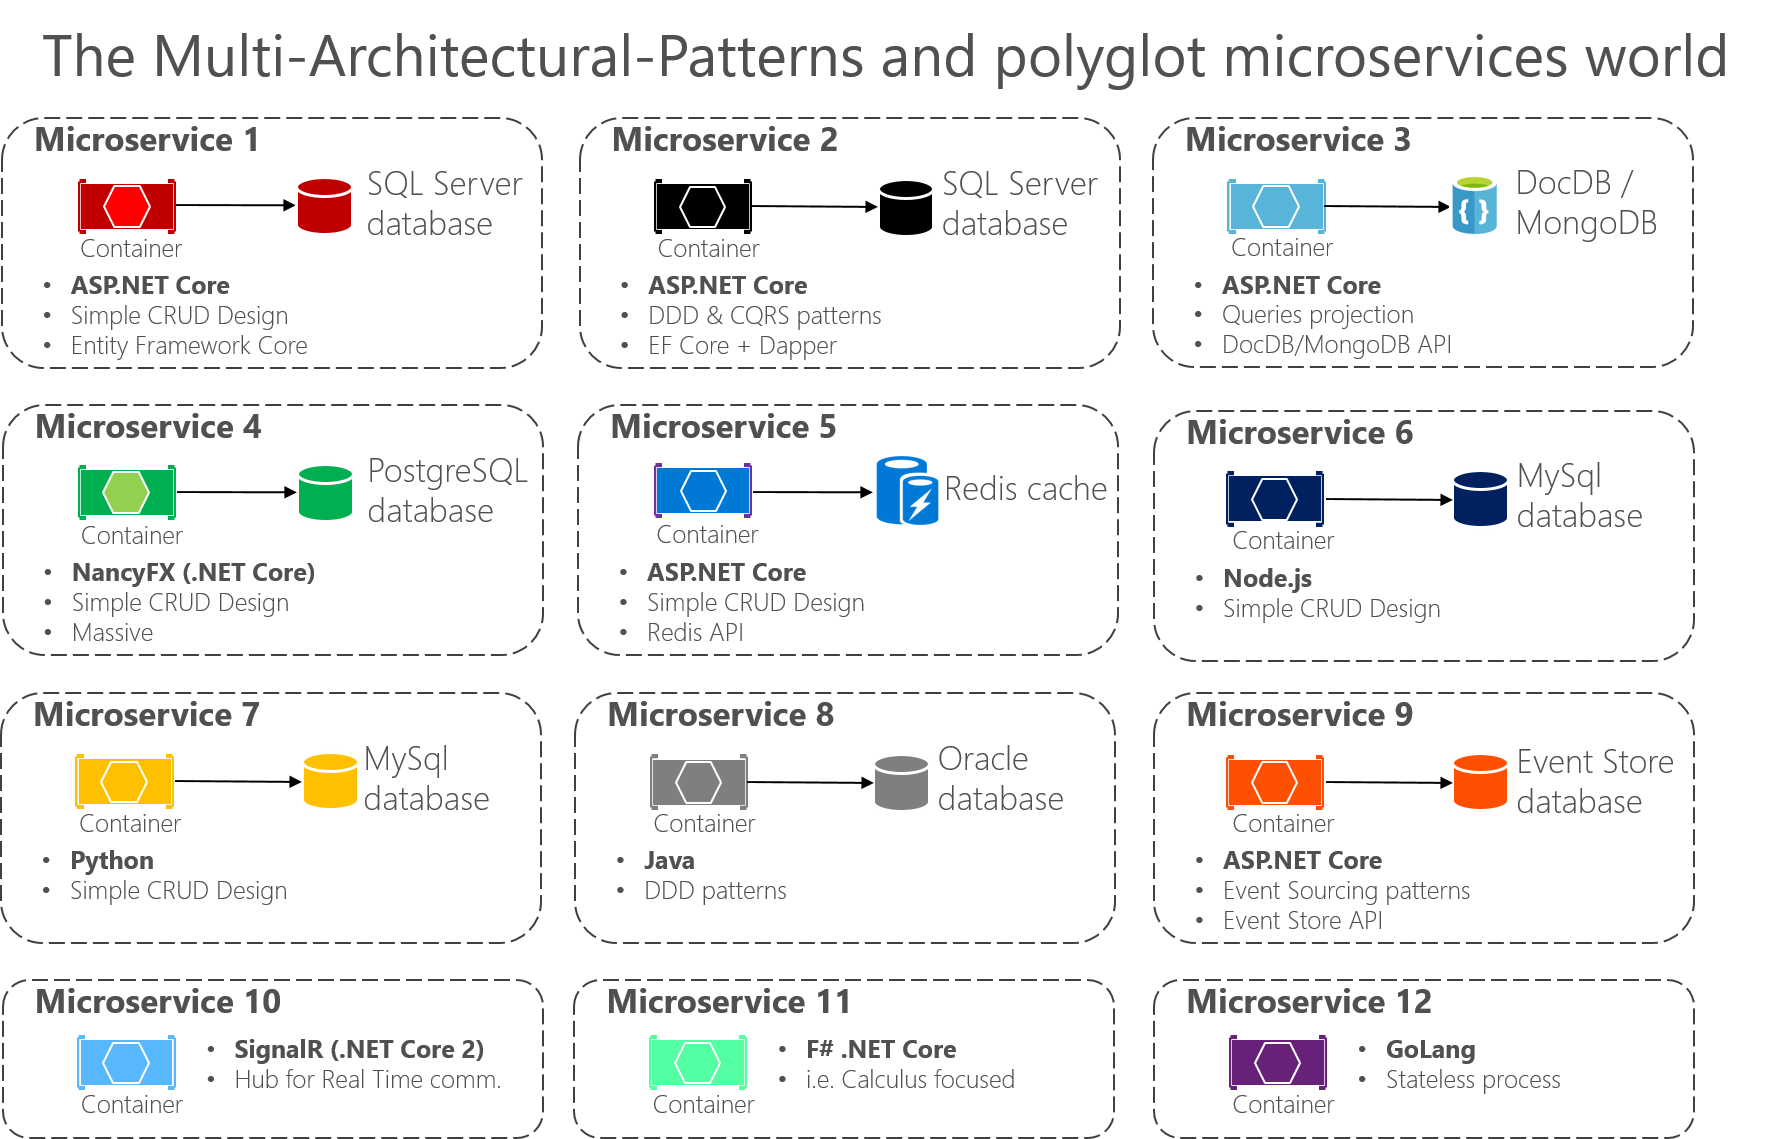 The Multi-Architectural-Patterns and polyglot microservices world
Microservice 1
SQL Server
database
Container
• ASP.NET Core
• Simple CRUD Design
• Entity Framework Core
Microservice 2
SQL Server
database
Container
• ASP.NET Core
• DDD & CQRS patterns
• EF Core + Dapper
Microservice 3
{ }
DocDB /
MongoDB
Container
• ASP.NET Core
• Queries projection
• DocDB/MongoDB API
Microservice 4
PostgreSQL
database
Container
• NancyFX (.NET Core)
• Simple CRUD Design
• Massive
Microservice 5
Redis cache
Container
• ASP.NET Core
• Simple CRUD Design
• Redis API
Microservice 6
MySql
database
Container
• Node.js
• Simple CRUD Design
Microservice 7
MySql
database
Container
• Python
• Simple CRUD Design
Microservice 8
Oracle
database
Container
• Java
• DDD patterns
Microservice 9
Event Store
database
Container
• ASP.NET Core
• Event Sourcing patterns
• Event Store API
Microservice 10
• SignalR (.NET Core 2)
• Hub for Real Time comm.
Container
Microservice 11
• F# .NET Core
• i.e. Calculus focused
Container
Microservice 12
• GoLang
• Stateless process
Container